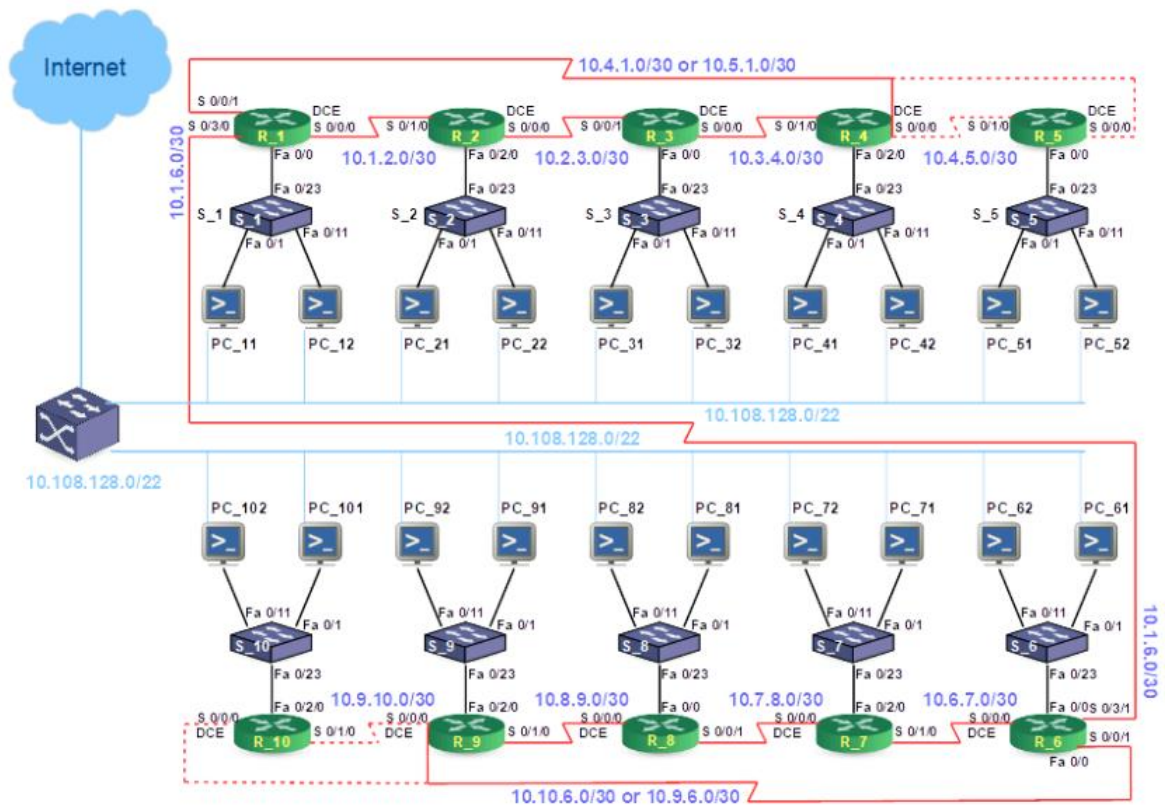 Internet
10.4.1.0/30 or 10.5.1.0/30
S 0/0/1
S 0/3/0
R_1
DCE
S 0/0/0
S 0/1/0
R_2
DCE
S 0/0/0
S 0/0/1
R_3
DCE
S 0/0/0
S 0/1/0
R_4
DCE
S 0/0/0
S 0/1/0
R_5
DCE
S 0/0/0
10.1.6.0/30
Fa 0/0
10.1.2.0/30
Fa 0/2/0
10.2.3.0/30
Fa 0/0
10.3.4.0/30
Fa 0/2/0
10.4.5.0/30
Fa 0/0
Fa 0/23
Fa 0/23
Fa 0/23
Fa 0/23
Fa 0/23
S_1
S_1
S_2
S_2
S_3
S_3
S_4
S_4
S_5
S_5
Fa 0/1
Fa 0/11
Fa 0/1
Fa 0/11
Fa 0/1
Fa 0/11
Fa 0/1
Fa 0/11
Fa 0/1
Fa 0/11
PC_11
PC_12
PC_21
PC_22
PC_31
PC_32
PC_41
PC_42
PC_51
PC_52
10.108.128.0/22
10.108.128.0/22
10.108.128.0/22
PC_102
PC_101
PC_92
PC_91
PC_82
PC_81
PC_72
PC_71
PC_62
PC_61
Fa 0/11
Fa 0/1
Fa 0/11
Fa 0/1
Fa 0/11
Fa 0/1
Fa 0/11
Fa 0/1
Fa 0/11
Fa 0/1
10.1.6.0/30
S_10
S_9
S_8
S_7
S_6
Fa 0/23
Fa 0/23
Fa 0/23
Fa 0/23
Fa 0/23
Fa 0/2/0
10.9.10.0/30
Fa 0/2/0
10.8.9.0/30
Fa 0/0
10.7.8.0/30
Fa 0/2/0
10.6.7.0/30
Fa 0/0
S 0/3/1
S 0/0/0
DCE
R_10
S 0/1/0
S 0/0/0
DCE
R_9
S 0/1/0
S 0/0/0
DCE
R_8
S 0/0/1
S 0/0/0
DCE
R_7
S 0/1/0
S 0/0/0
DCE
R_6
S 0/0/1
Fa 0/0
10.10.6.0/30 or 10.9.6.0/30